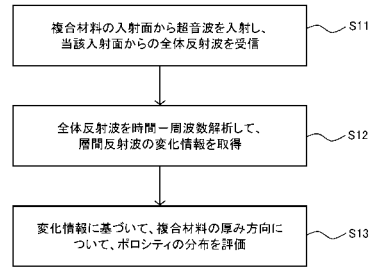 複合材料の入射面から超音波を入射し、
当該入射面からの全体反射波を受信
S11
全体反射波を時間－周波数解析して、
層間反射波の変化情報を取得
S12
変化情報に基づいて、複合材料の厚み方向に
ついて、ポロシティの分布を評価
S13